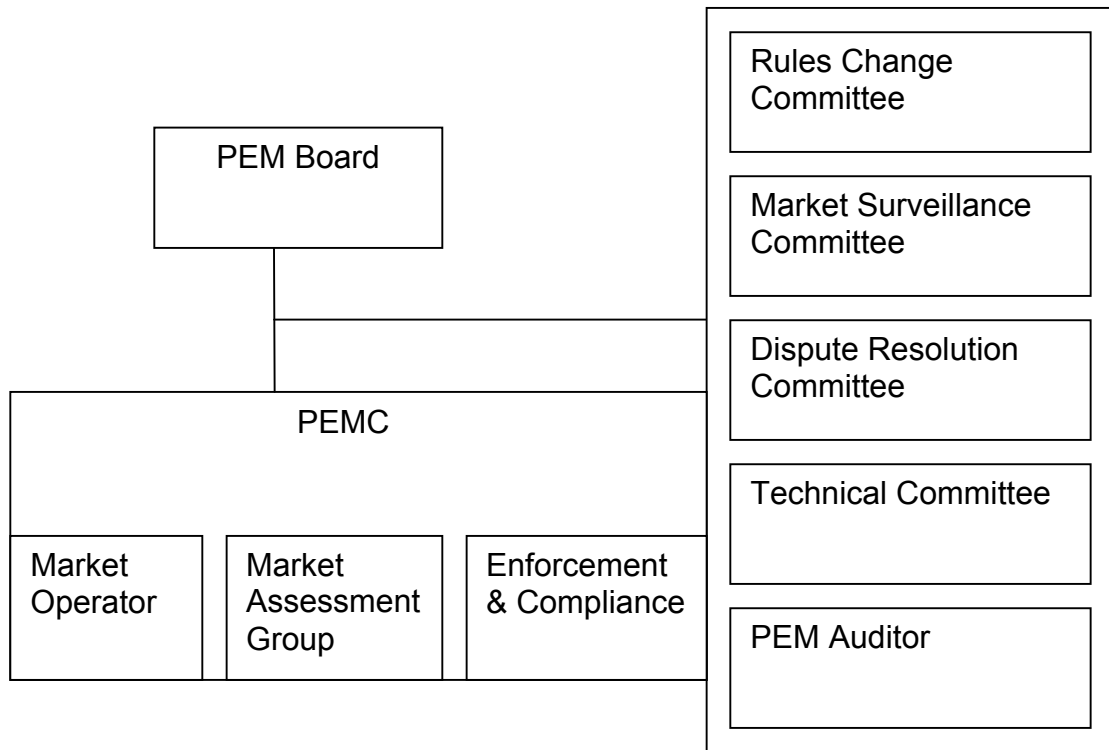 PEM Board
PEMC
Market
Operator
Market
Assessment
Group
Enforcement
& Compliance
Rules Change
Committee
Market Surveillance
Committee
Dispute Resolution
Committee
Technical Committee
PEM Auditor